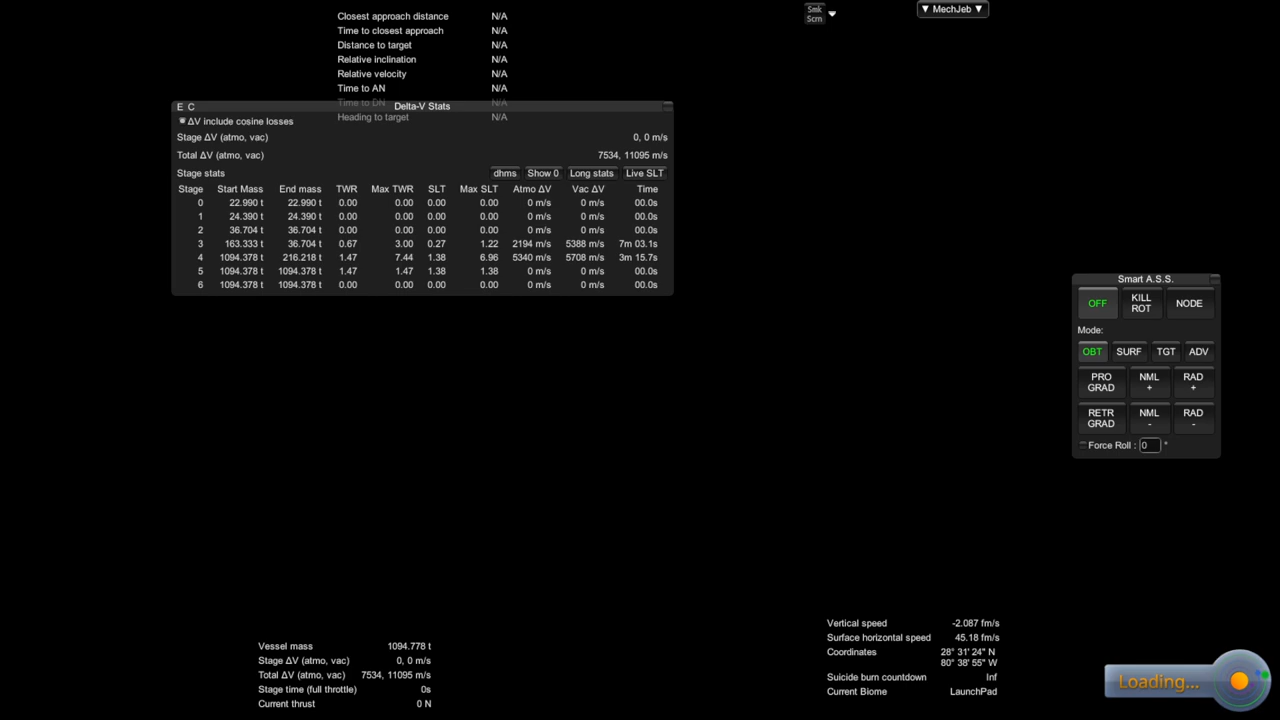 Closest approach distance N/A
Time to closest approach N/A
Distance to target N/A
Relative inclination N/A
Relative velocity N/A
Time to AN N/A
Time to DN N/A
Heading to target N/A
Smk
Scrn
▼ MechJeb ▼
E C Delta-V Stats
ΔV include cosine losses
Stage ΔV (atmo, vac) 0, 0 m/s
Total ΔV (atmo, vac) 7534, 11095 m/s
Stage stats dhms Show 0 Long stats Live SLT
Stage Start Mass End mass TWR Max TWR SLT Max SLT Atmo ΔV Vac ΔV Time
0 22.990 t 22.990 t 0.00 0.00 0.00 0.00 0 m/s 0 m/s 00.0s
1 24.390 t 24.390 t 0.00 0.00 0.00 0.00 0 m/s 0 m/s 00.0s
2 36.704 t 36.704 t 0.00 0.00 0.00 0.00 0 m/s 0 m/s 00.0s
3 163.333 t 36.704 t 0.67 3.00 0.27 1.22 2194 m/s 5388 m/s 7m 03.1s
4 1094.378 t 216.218 t 1.47 7.44 1.38 6.96 5340 m/s 5708 m/s 3m 15.7s
5 1094.378 t 1094.378 t 1.47 1.47 1.38 1.38 0 m/s 0 m/s 00.0s
6 1094.378 t 1094.378 t 0.00 0.00 0.00 0.00 0 m/s 0 m/s 00.0s
Smart A.S.S.
OFF KILL ROT NODE
Mode:
OBT SURF TGT ADV
PRO GRAD NML + RAD +
RETR GRAD NML - RAD -
Force Roll : 0 °
Vessel mass 1094.778 t
Stage ΔV (atmo, vac) 0, 0 m/s
Total ΔV (atmo, vac) 7534, 11095 m/s
Stage time (full throttle) 0s
Current thrust 0 N
Vertical speed -2.087 fm/s
Surface horizontal speed 45.18 fm/s
Coordinates 28° 31' 24" N
80° 38' 55" W
Suicide burn countdown Inf
Current Biome LaunchPad
Loading...